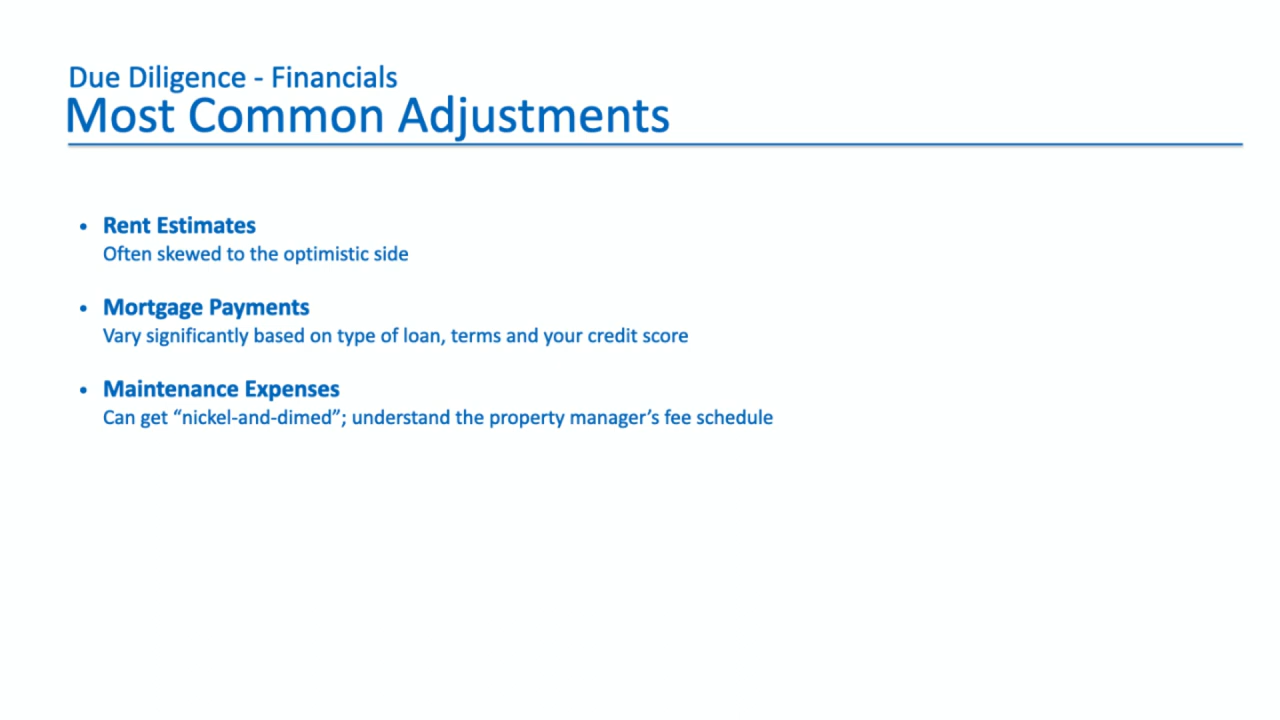 Due Diligence - Financials
Most Common Adjustments
• Rent Estimates
Often skewed to the optimistic side
• Mortgage Payments
Vary significantly based on type of loan, terms and your credit score
• Maintenance Expenses
Can get “nickel-and-dimed”; understand the property manager’s fee schedule